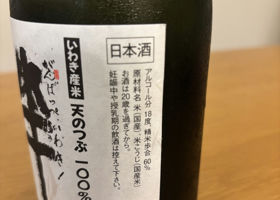 日本酒
アルコール分 18度、精米歩合 60%
原材料名 米(国産)、米こうじ(国産米)
お酒は20歳を過ぎてから。
妊娠中や授乳期の飲酒は控えて下さい。
いわき産米 天のつぶ 一〇〇%
がんばっぺ いわき!